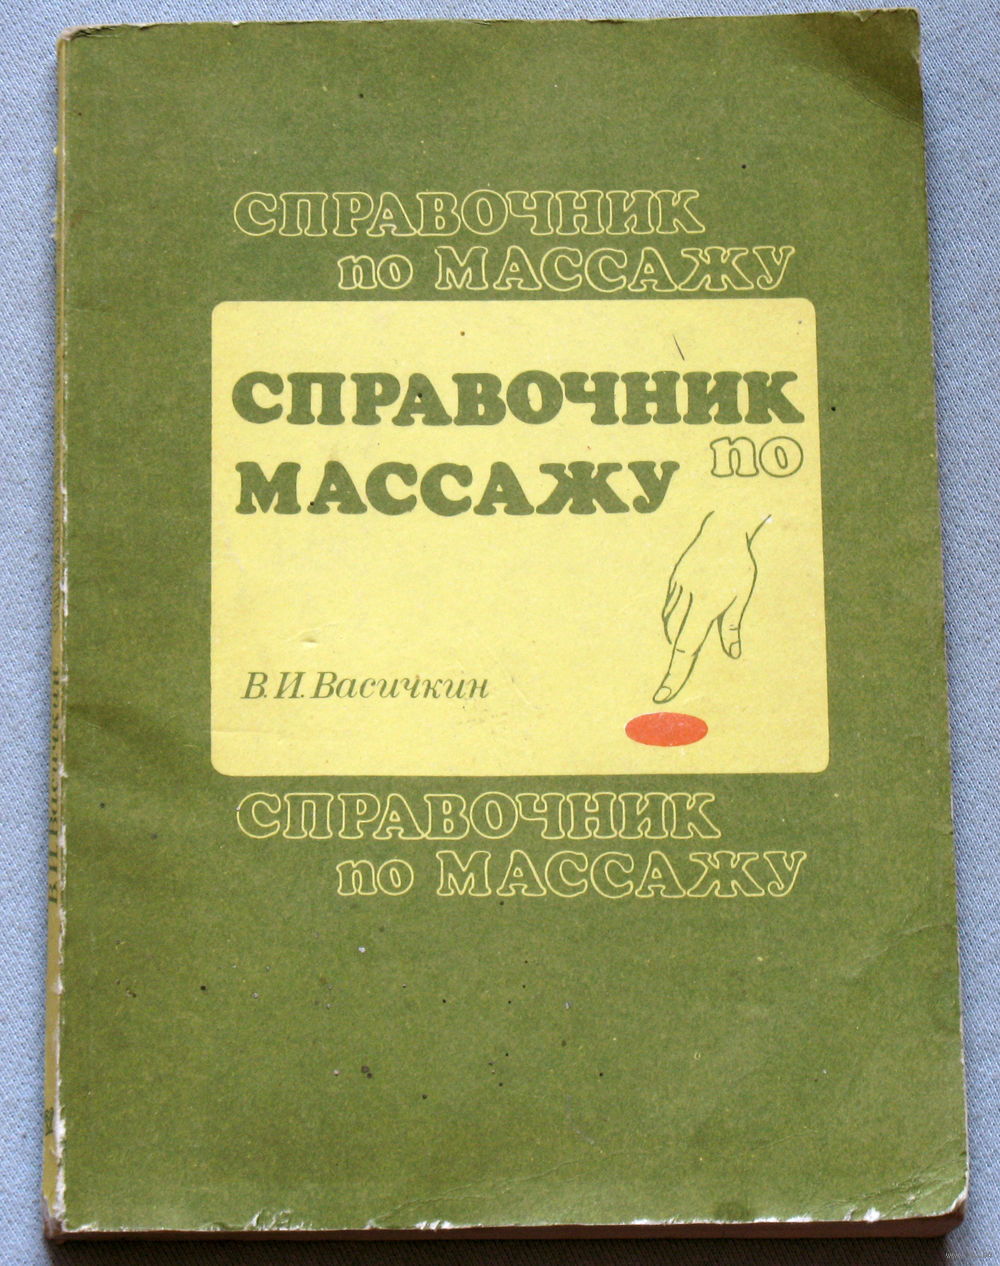 СПРАВОЧНИК
по МАССАЖУ
СПРАВОЧНИК
по
МАССАЖУ
В. И. Васичкин
СПРАВОЧНИК
по МАССАЖУ